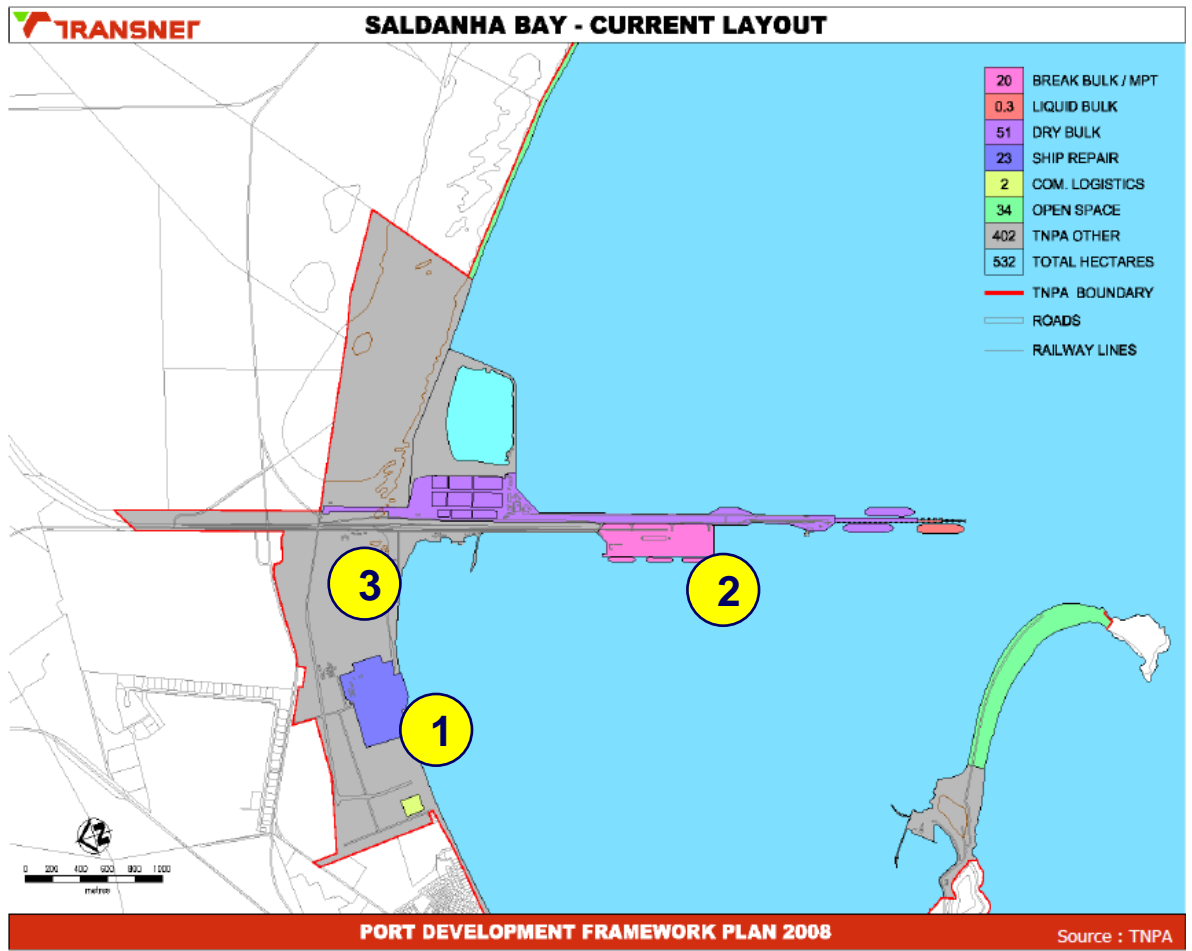 TRANSNET
SALDANHA BAY - CURRENT LAYOUT
20 BREAK BULK / MPT
0.3 LIQUID BULK
51 DRY BULK
23 SHIP REPAIR
2 COM. LOGISTICS
34 OPEN SPACE
402 TNPA OTHER
532 TOTAL HECTARES
TNPA BOUNDARY
ROADS
RAILWAY LINES
3
2
1
0 200 400 600 800 1000
metres
PORT DEVELOPMENT FRAMEWORK PLAN 2008
Source : TNPA